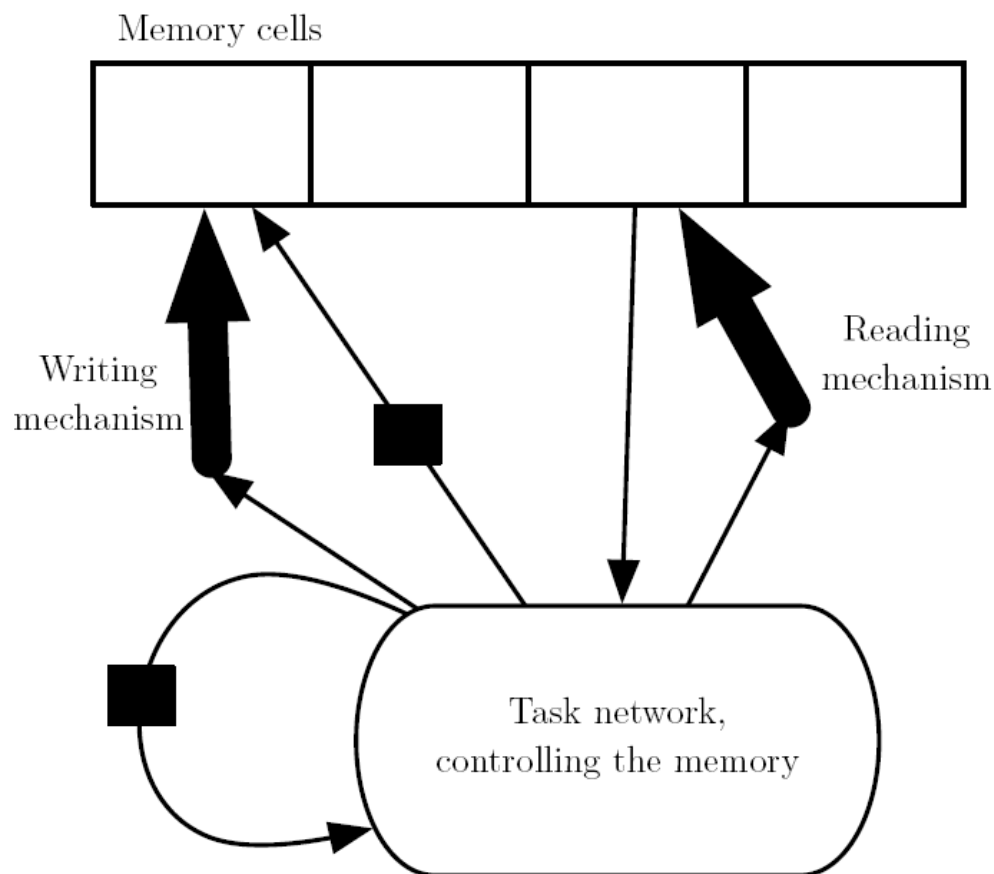 Memory cells
Writing
mechanism
Reading
mechanism
Task network,
controlling the memory